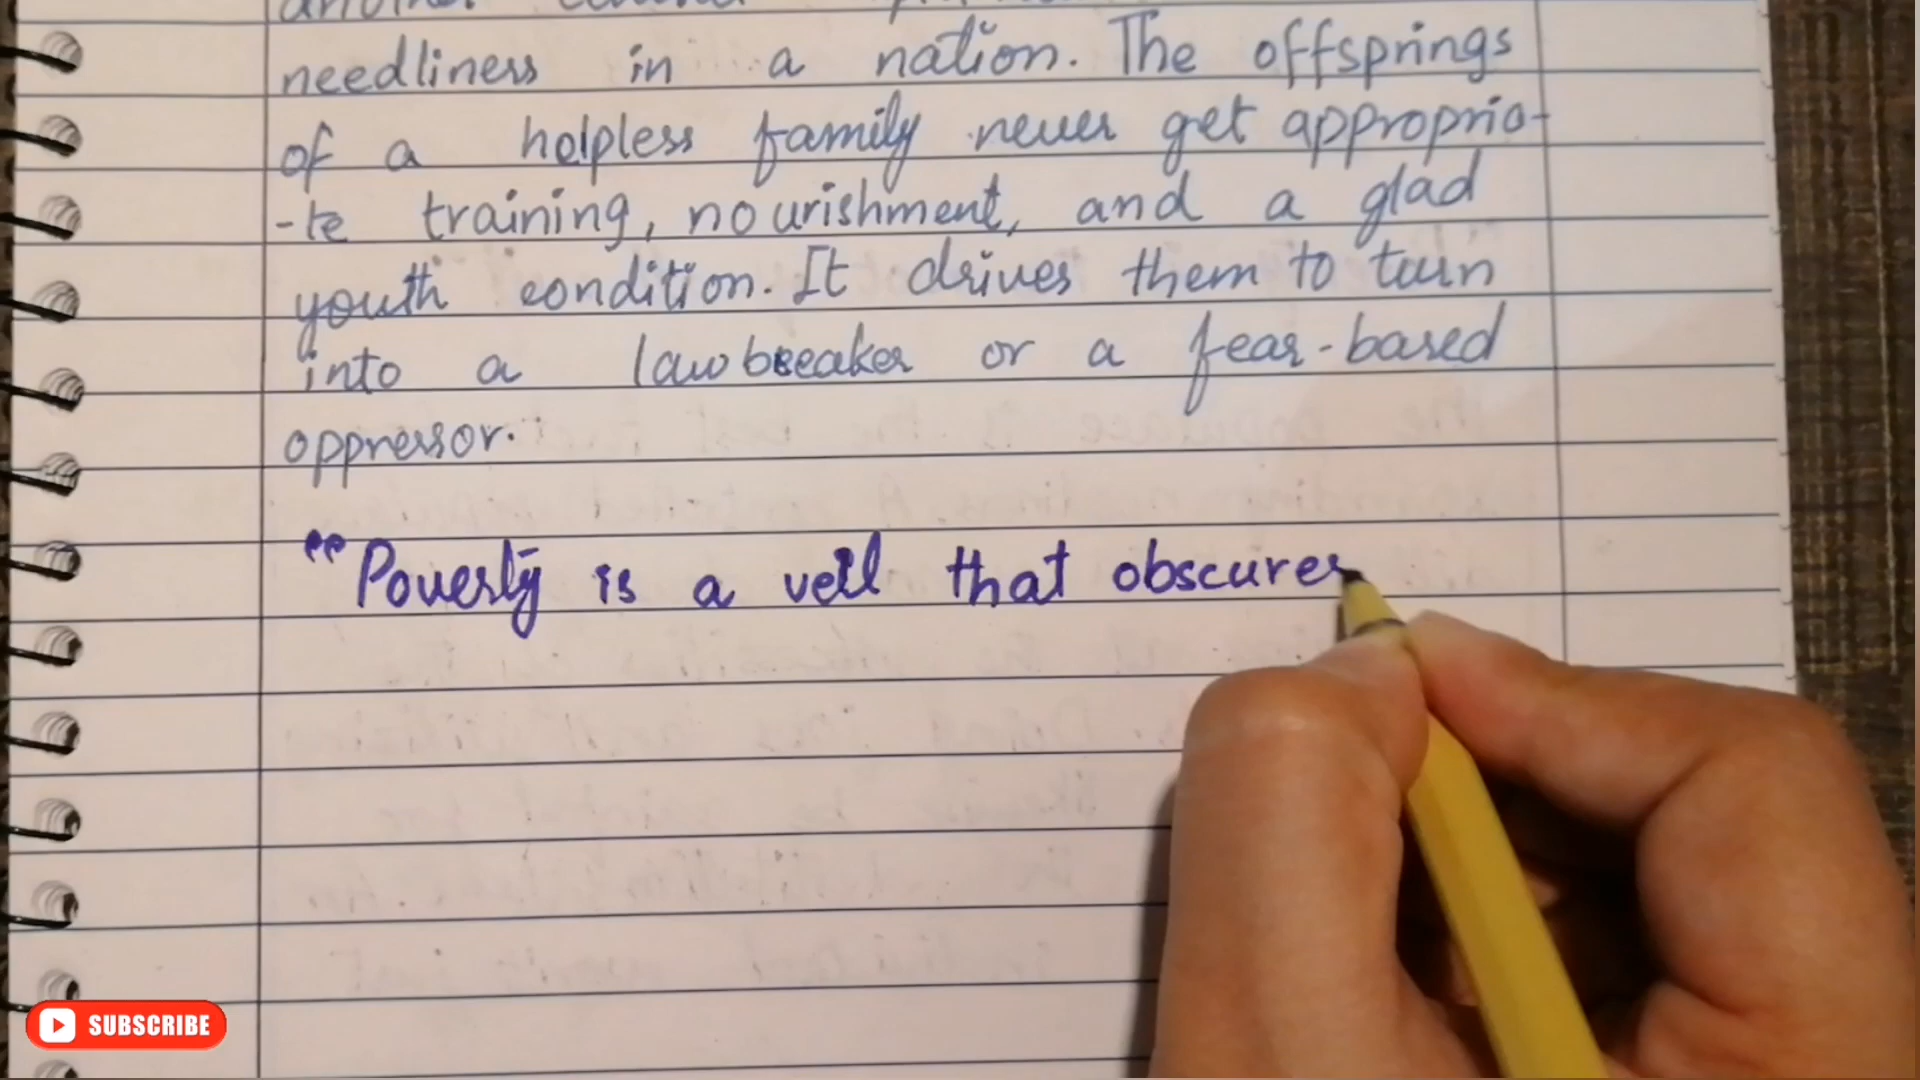 needliness in a nation. The offsprings
of a helpless family never get appropria-
-te training, nourishment, and a glad
youth condition. It drives them to turn
into a lawbreaker or a fear-based
oppressor.
"Poverty is a veil that obscures
SUBSCRIBE